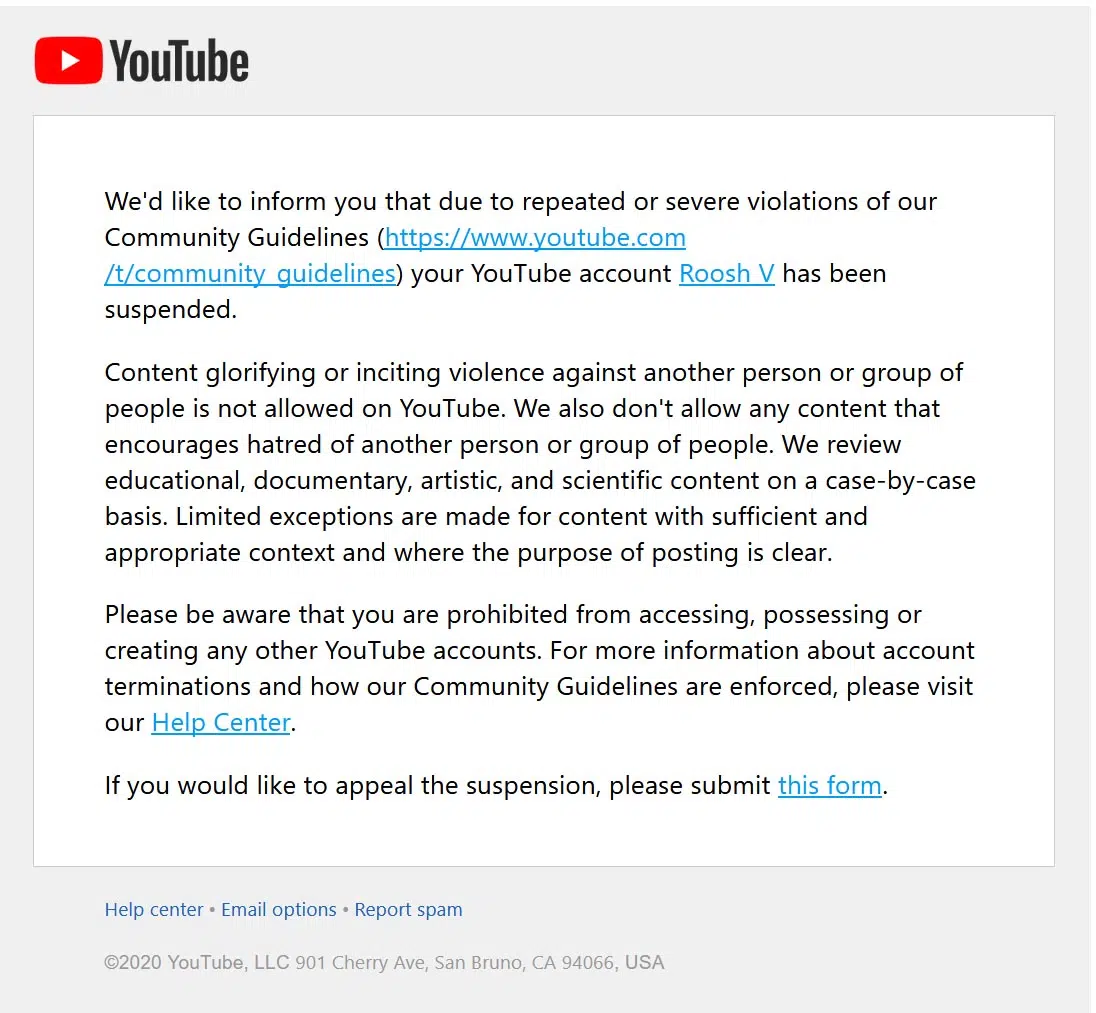 YouTube
We'd like to inform you that due to repeated or severe violations of our
Community Guidelines (https://www.youtube.com
/t/community_guidelines) your YouTube account Roosh V has been
suspended.
Content glorifying or inciting violence against another person or group of
people is not allowed on YouTube. We also don't allow any content that
encourages hatred of another person or group of people. We review
educational, documentary, artistic, and scientific content on a case-by-case
basis. Limited exceptions are made for content with sufficient and
appropriate context and where the purpose of posting is clear.
Please be aware that you are prohibited from accessing, possessing or
creating any other YouTube accounts. For more information about account
terminations and how our Community Guidelines are enforced, please visit
our Help Center.
If you would like to appeal the suspension, please submit this form.
Help center • Email options • Report spam
©2020 YouTube, LLC 901 Cherry Ave, San Bruno, CA 94066, USA